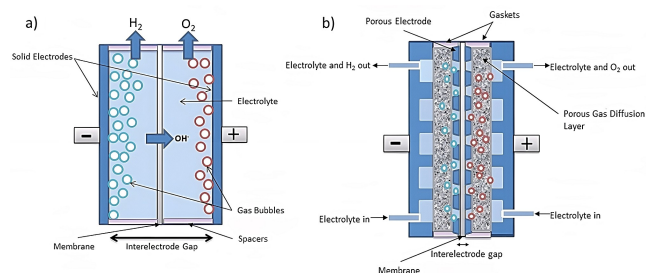 a)
H2
O2
Solid Electrodes
Electrolyte
-
OH-
+
Gas Bubbles
Membrane
Spacers
Interelectrode Gap
b)
Gaskets
Porous Electrode
Electrolyte and H2 out
Electrolyte and O2 out
Porous Gas Diffusion
Layer
-
+
Electrolyte in
Electrolyte in
Interelectrode gap
Membrane